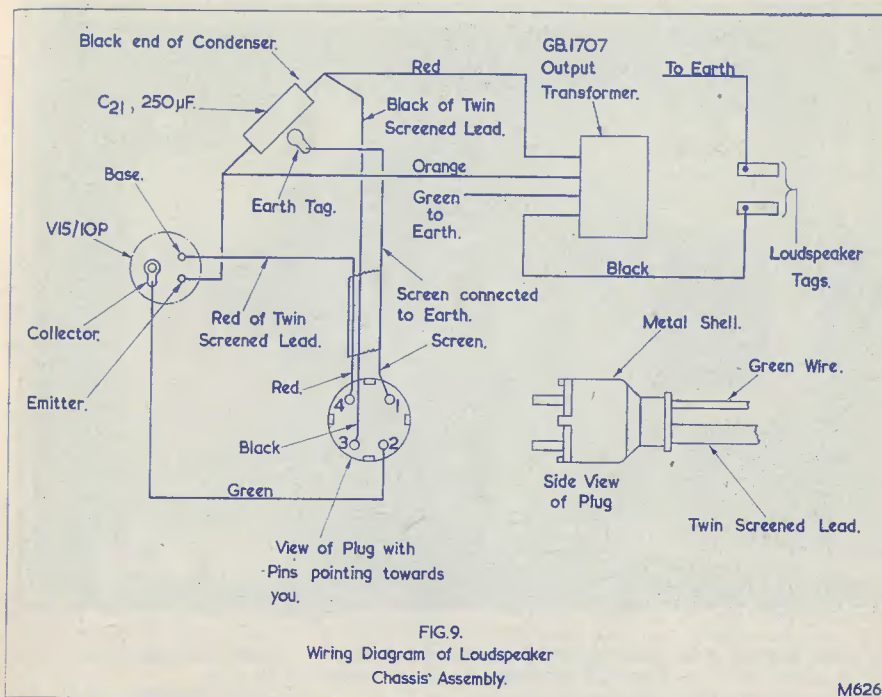 Black end of Condenser.
C21, 250µF.
Red
GB.1707
Output
Transformer.
To Earth
Black of Twin
Screened Lead.
Base.
Orange
Earth Tag.
Green
to
Earth.
V15/10P
Loudspeaker
Tags.
Black
Collector.
Red of Twin
Screened Lead.
Screen connected
to Earth.
Metal Shell.
Green Wire.
Screen.
Emitter.
Red.
4 1
Black
3 2
Green
Side View
of Plug
Twin Screened Lead.
View of Plug with
Pins pointing towards
you.
FIG.9.
Wiring Diagram of Loudspeaker
Chassis Assembly.
M626